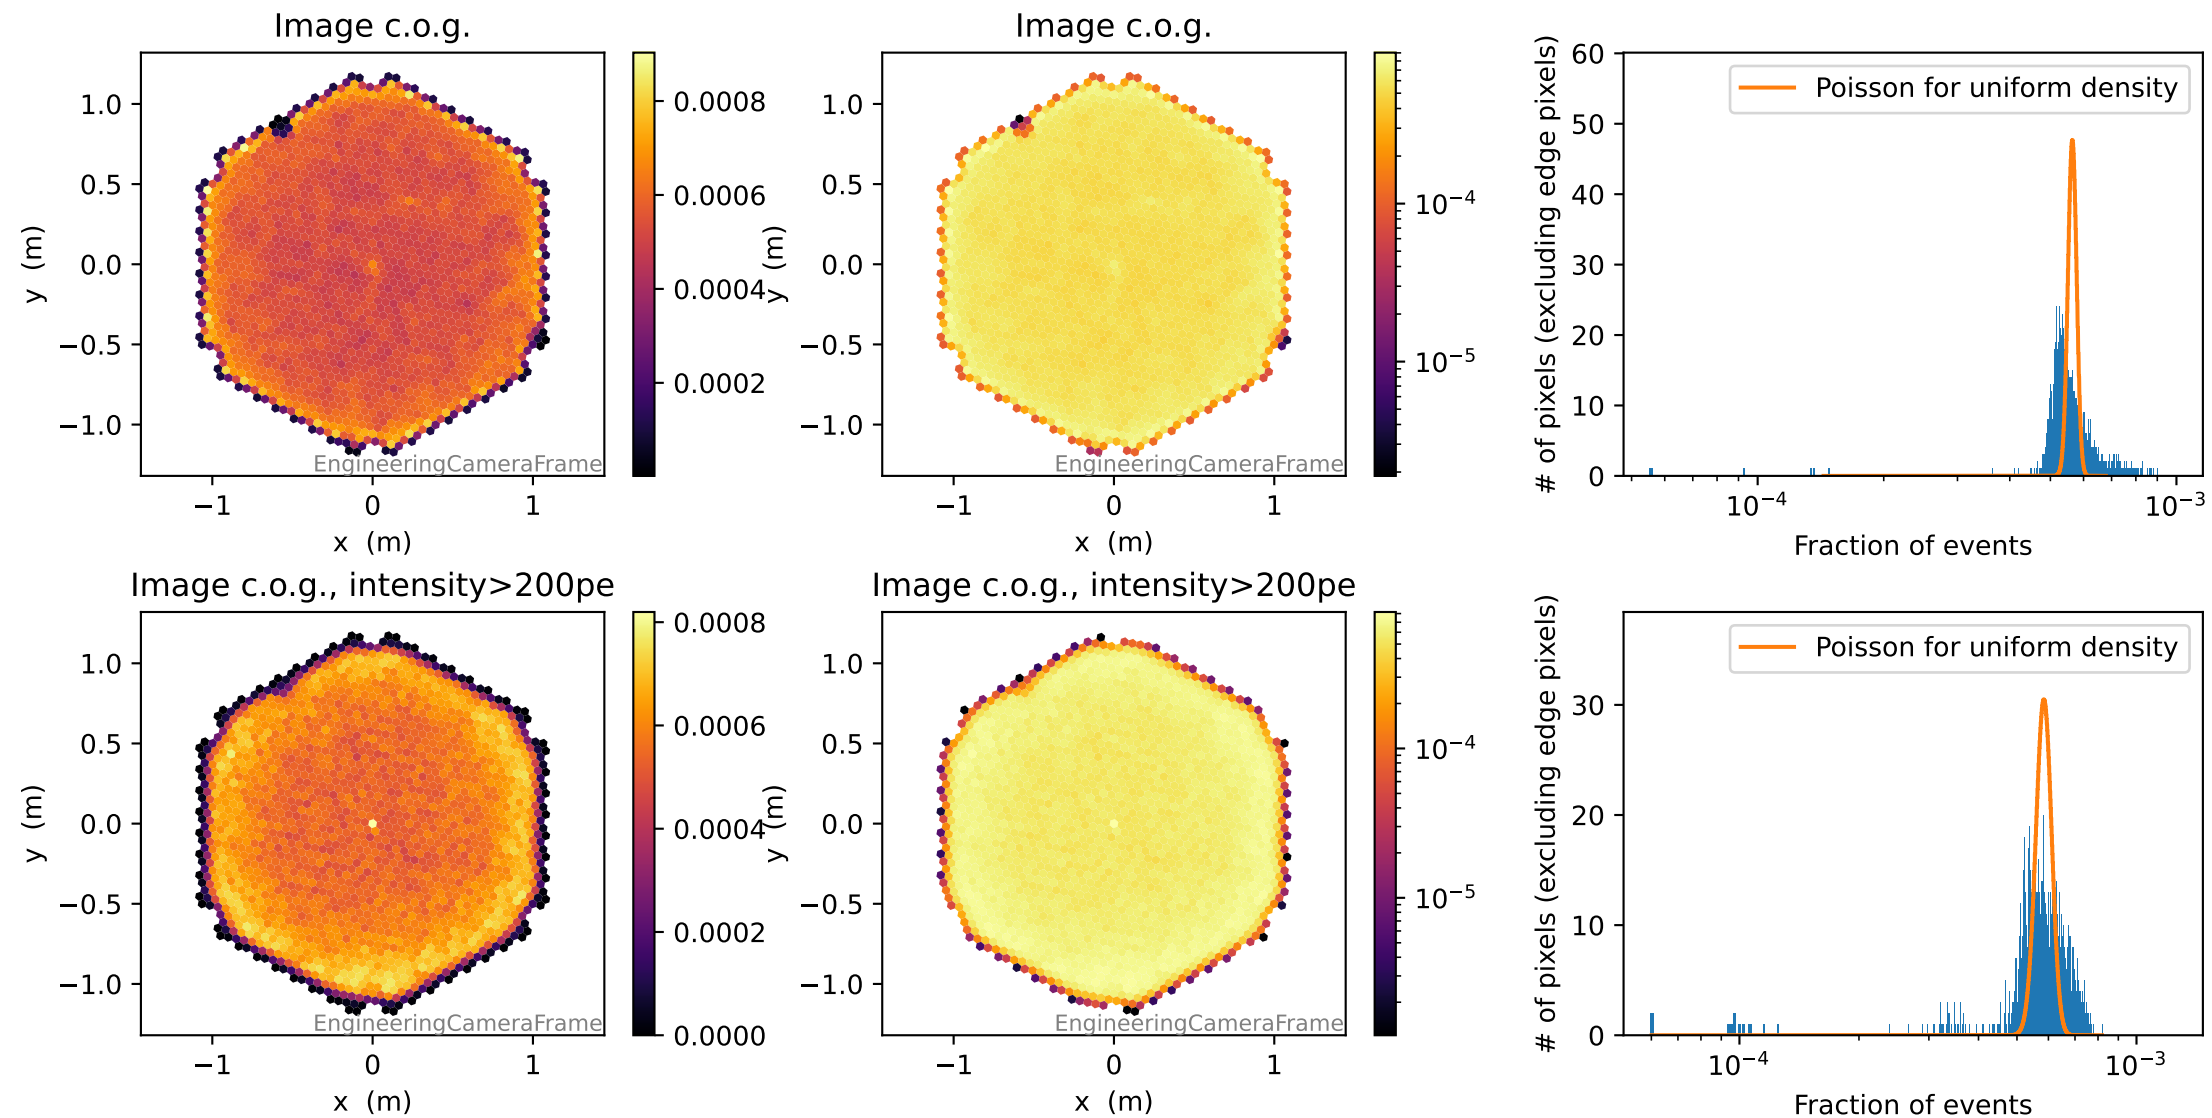 Image c.o.g.
1.0
0.5
0.0
−0.5
−1.0
y (m)
−1
0
1
x (m)
EngineeringCameraFrame
0.0008
0.0006
0.0004
0.0002
Image c.o.g.
1.0
0.5
0.0
−0.5
−1.0
y (m)
−1
0
1
x (m)
EngineeringCameraFrame
10⁻⁴
10⁻⁵
60
50
40
30
20
10
0
# of pixels (excluding edge pixels)
Poisson for uniform density
10⁻⁴
10⁻³
Fraction of events
Image c.o.g., intensity>200pe
1.0
0.5
0.0
−0.5
−1.0
y (m)
−1
0
1
x (m)
EngineeringCameraFrame
0.0008
0.0006
0.0004
0.0002
0.0000
Image c.o.g., intensity>200pe
1.0
0.5
0.0
−0.5
−1.0
y (m)
−1
0
1
x (m)
EngineeringCameraFrame
10⁻⁴
10⁻⁵
30
20
10
0
# of pixels (excluding edge pixels)
Poisson for uniform density
10⁻⁴
10⁻³
Fraction of events